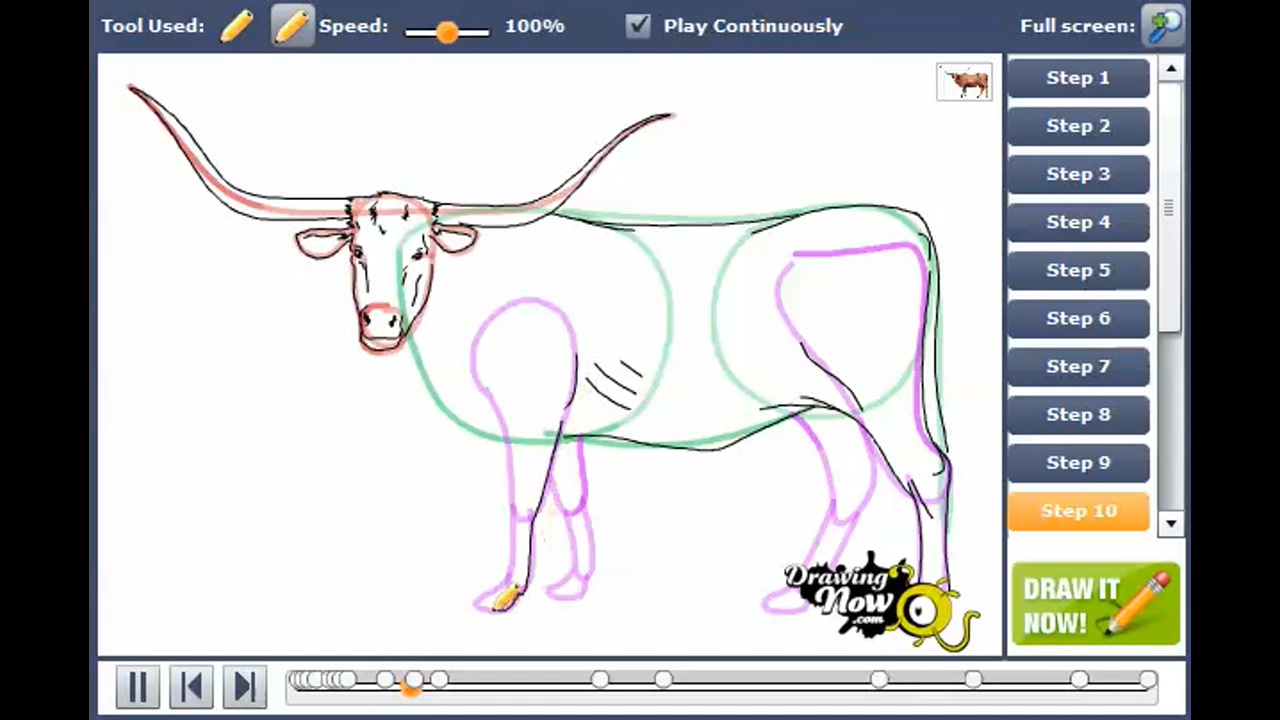 Tool Used:
Speed:
100%
Play Continuously
Full screen:
Step 1
Step 2
Step 3
Step 4
Step 5
Step 6
Step 7
Step 8
Step 9
Step 10
Drawing
Now
.com
DRAW IT
NOW!